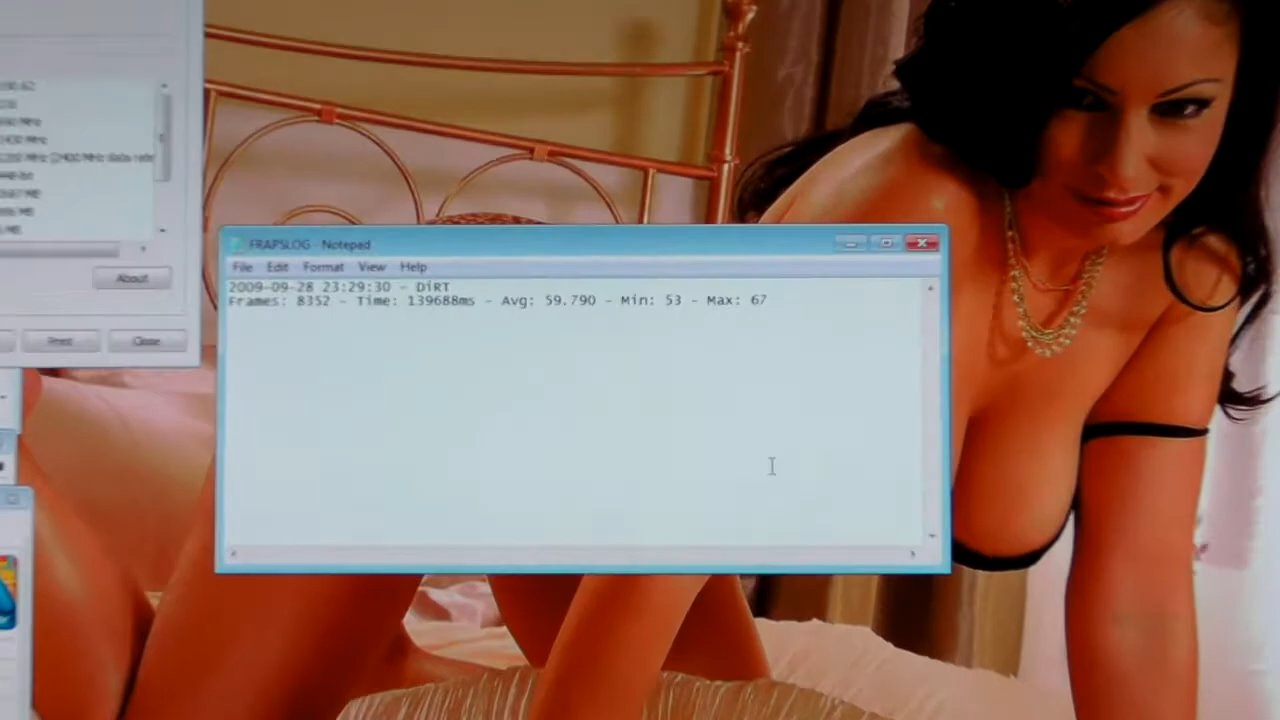 FRAPSLOG - Notepad
File Edit Format View Help
2009-09-28 23:29:30 - DiRT
Frames: 8352 - Time: 139688ms - Avg: 59.790 - Min: 53 - Max: 67
About
Print
Close